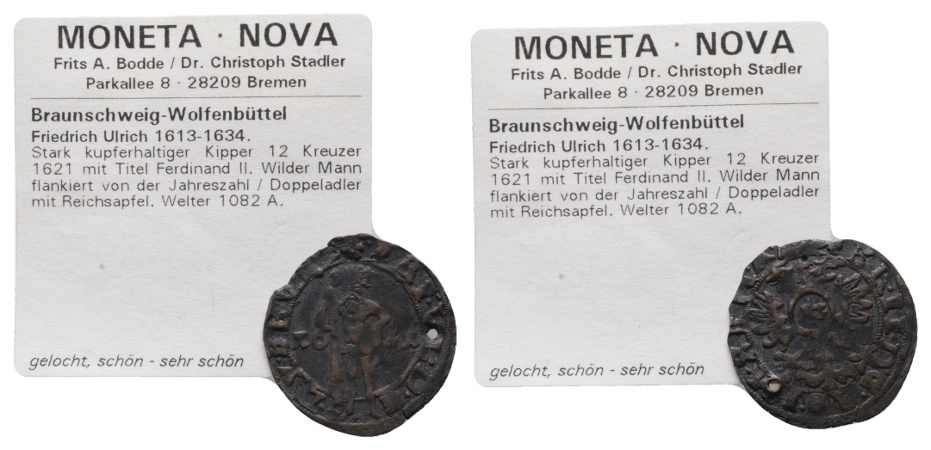 MONETA · NOVA
Frits A. Bodde / Dr. Christoph Stadler
Parkallee 8 · 28209 Bremen
Braunschweig-Wolfenbüttel
Friedrich Ulrich 1613-1634.
Stark kupferhaltiger Kipper 12 Kreuzer
1621 mit Titel Ferdinand II. Wilder Mann
flankiert von der Jahreszahl / Doppeladler
mit Reichsapfel. Welter 1082 A.
gelocht, schön - sehr schön
MONETA · NOVA
Frits A. Bodde / Dr. Christoph Stadler
Parkallee 8 · 28209 Bremen
Braunschweig-Wolfenbüttel
Friedrich Ulrich 1613-1634.
Stark kupferhaltiger Kipper 12 Kreuzer
1621 mit Titel Ferdinand II. Wilder Mann
flankiert von der Jahreszahl / Doppeladler
mit Reichsapfel. Welter 1082 A.
gelocht, schön - sehr schön